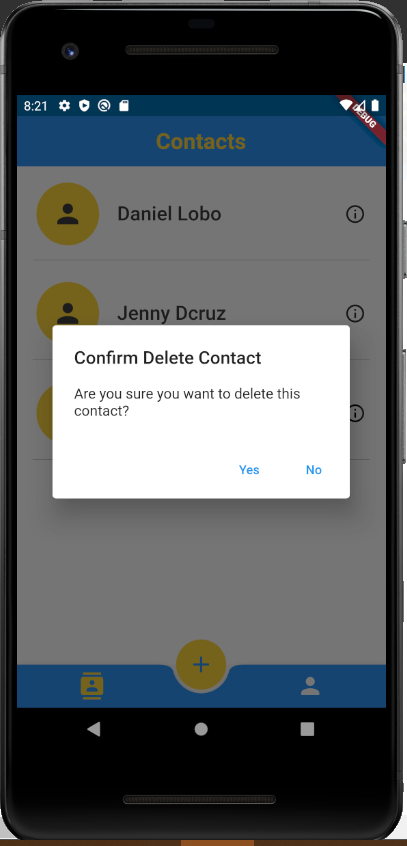 8:21
DEBUG
Contacts
Daniel Lobo
Jenny Dcruz
Confirm Delete Contact
Are you sure you want to delete this
contact?
Yes No